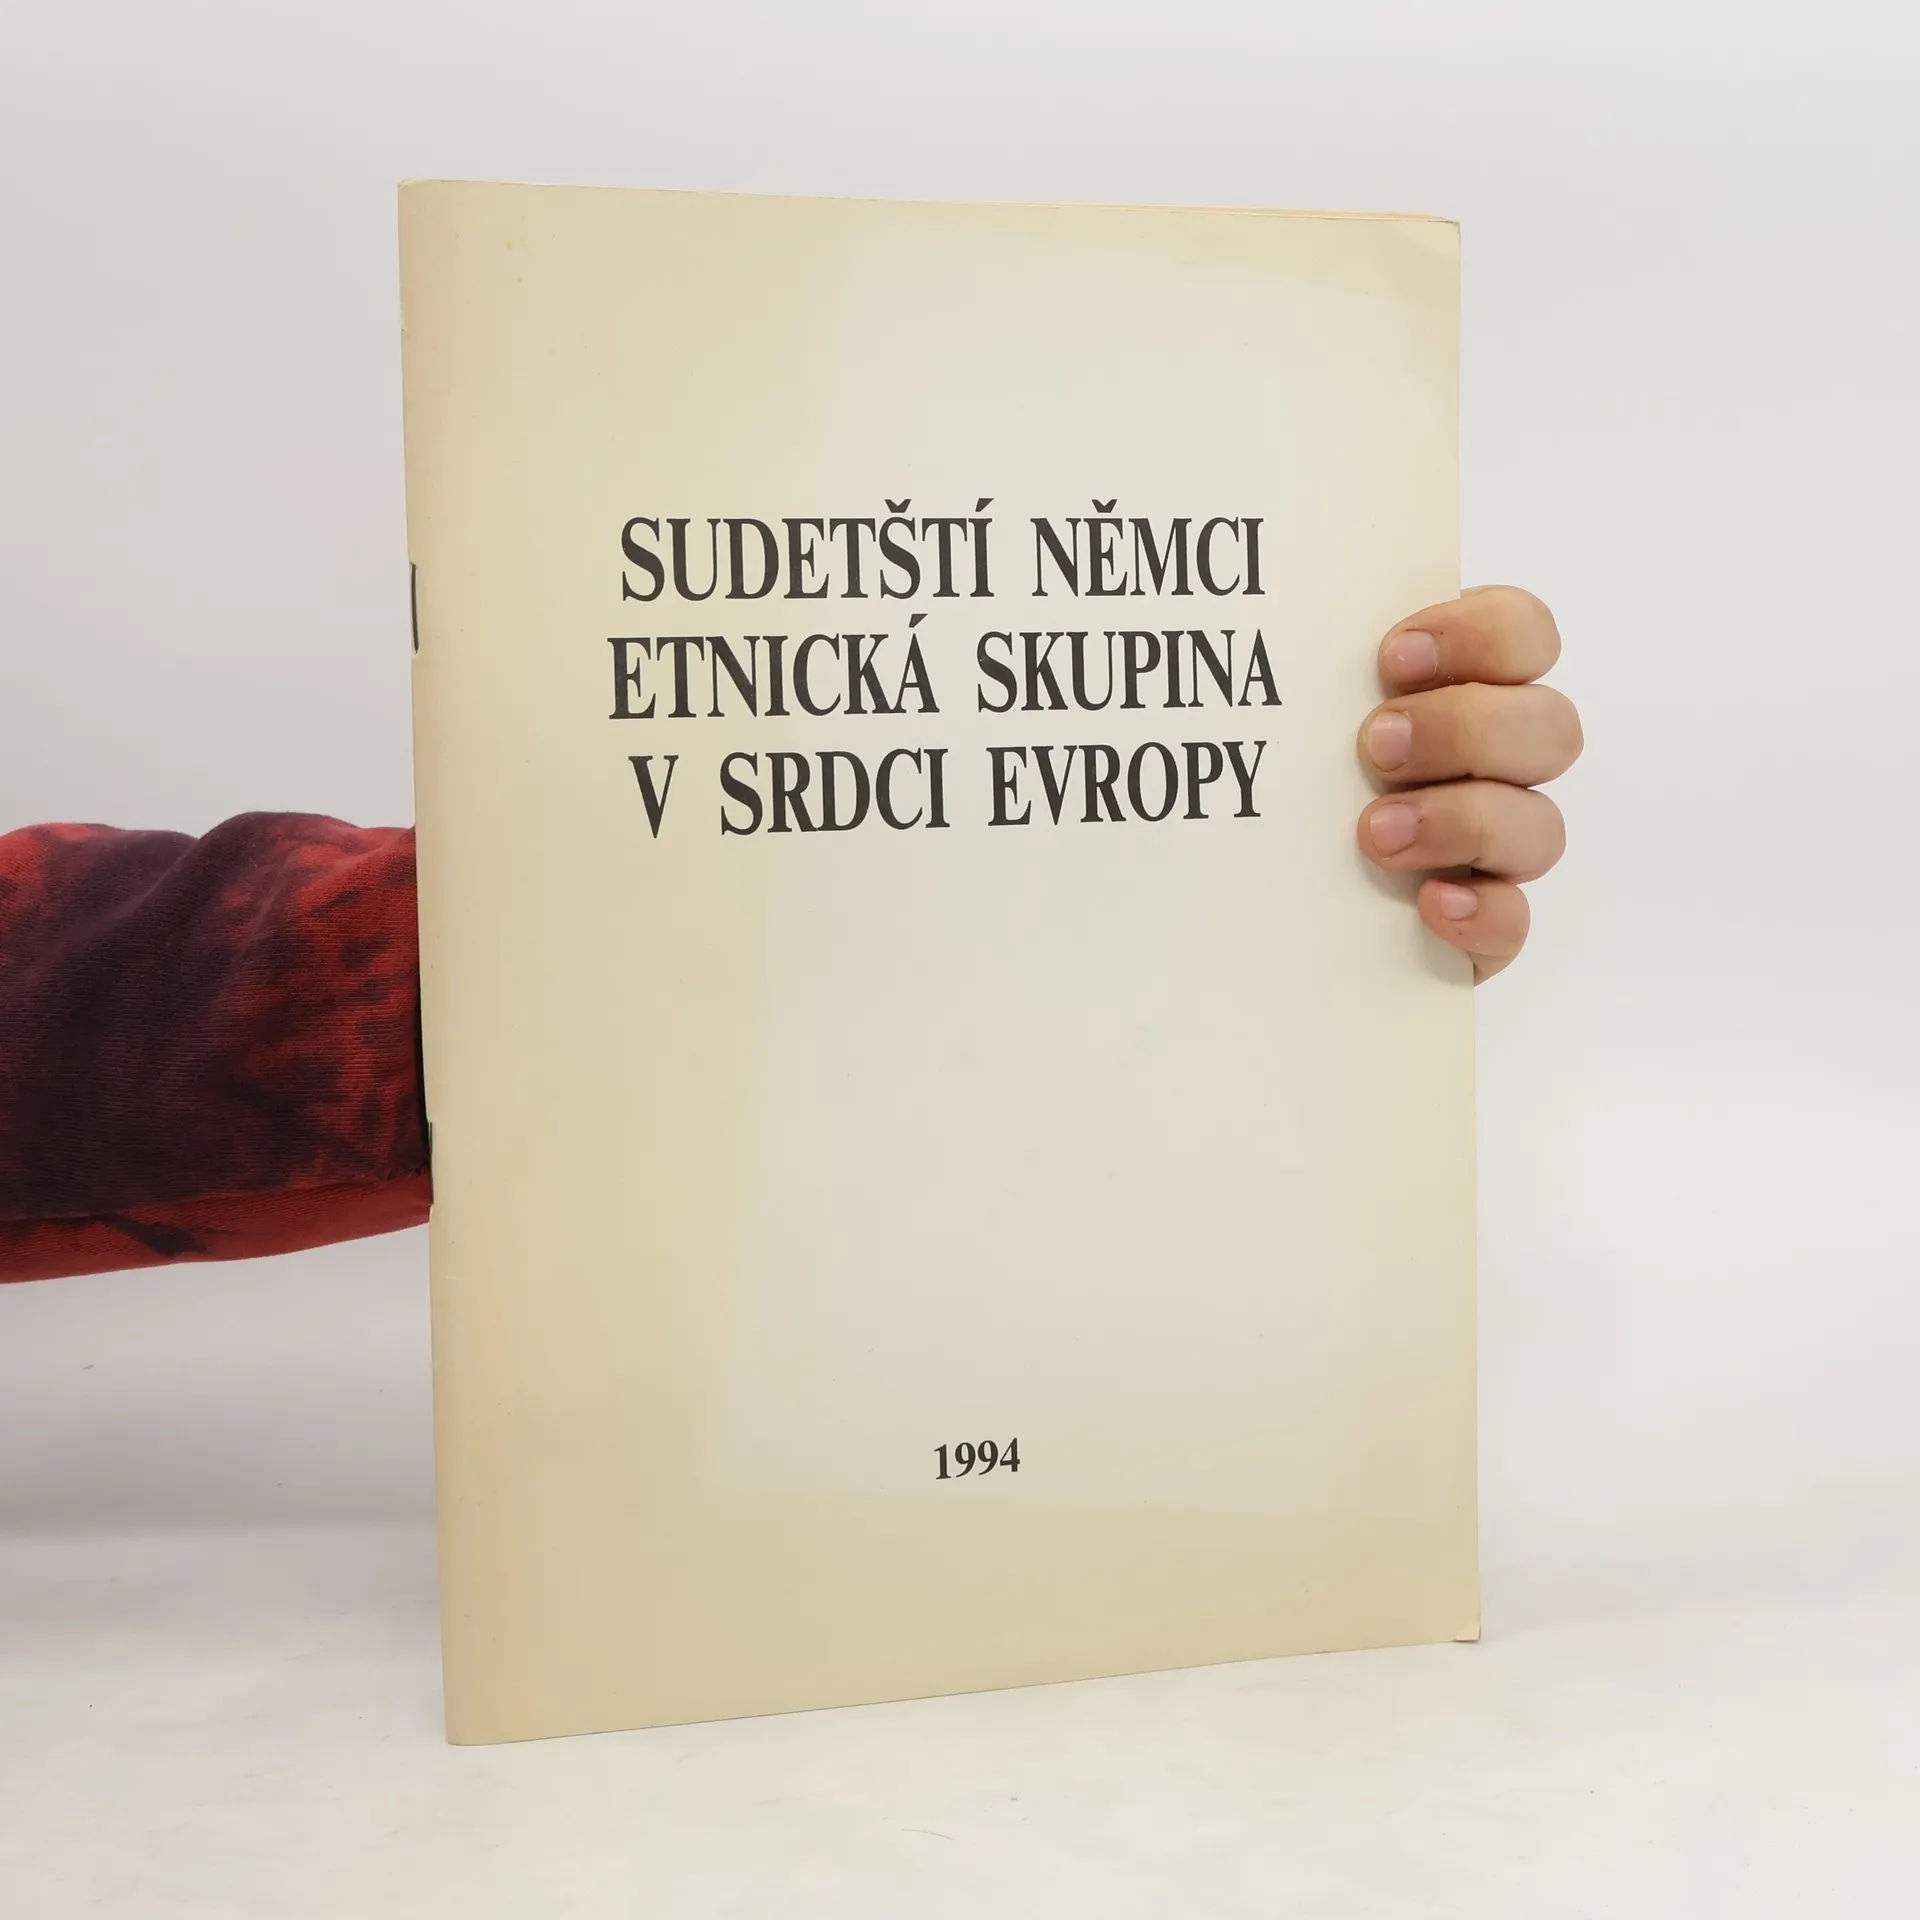 SUDETŠTÍ NĚMCI
ETNICKÁ SKUPINA
V SRDCI EVROPY
1994